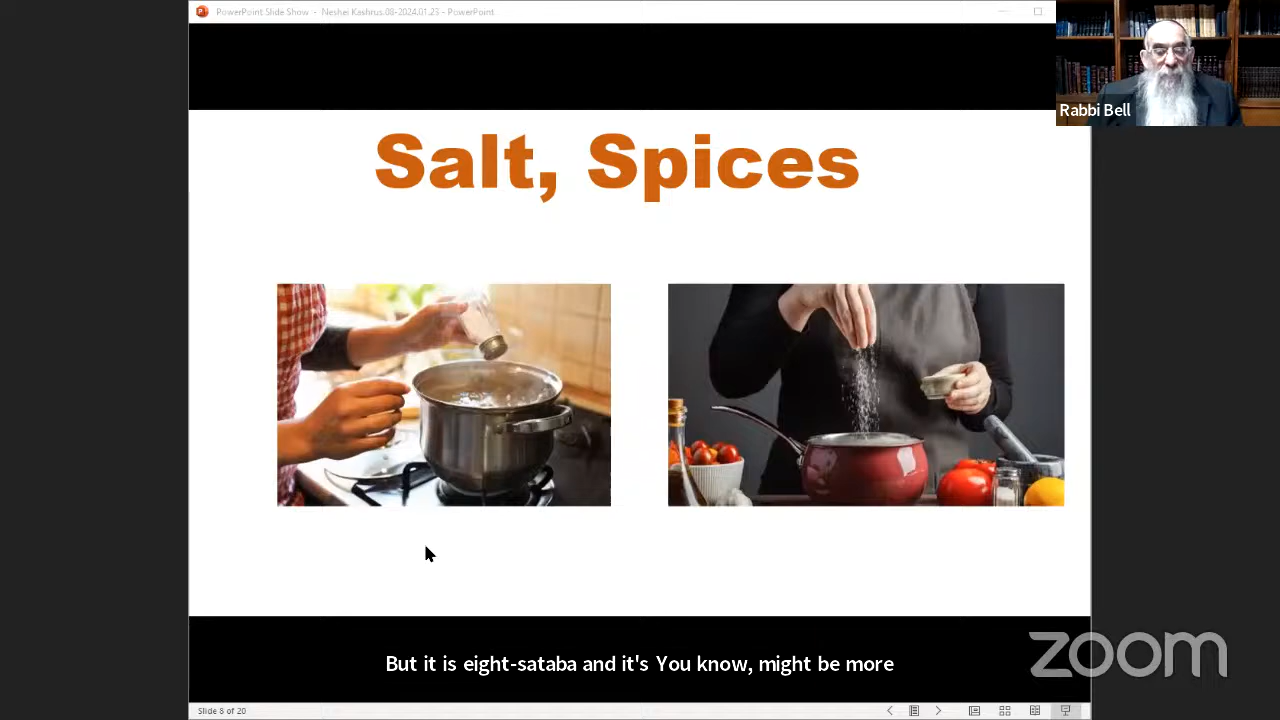 PowerPoint Slide Show - Neshei Kashrus.08-2024.01.23 - PowerPoint
Rabbi Bell
Salt, Spices
But it is eight-sataba and it's You know, might be more
zoom
Slide 8 of 20